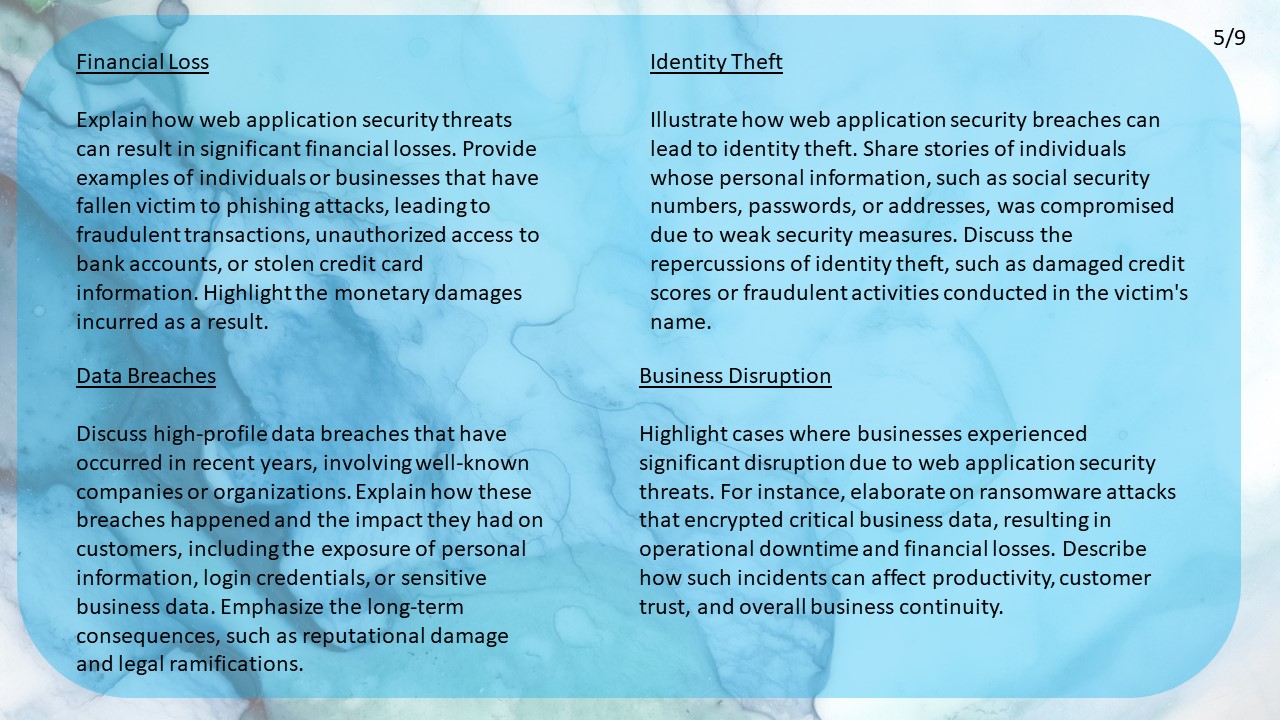 5/9
Financial Loss
Explain how web application security threats
can result in significant financial losses. Provide
examples of individuals or businesses that have
fallen victim to phishing attacks, leading to
fraudulent transactions, unauthorized access to
bank accounts, or stolen credit card
information. Highlight the monetary damages
incurred as a result.
Identity Theft
Illustrate how web application security breaches can
lead to identity theft. Share stories of individuals
whose personal information, such as social security
numbers, passwords, or addresses, was compromised
due to weak security measures. Discuss the
repercussions of identity theft, such as damaged credit
scores or fraudulent activities conducted in the victim's
name.
Data Breaches
Discuss high-profile data breaches that have
occurred in recent years, involving well-known
companies or organizations. Explain how these
breaches happened and the impact they had on
customers, including the exposure of personal
information, login credentials, or sensitive
business data. Emphasize the long-term
consequences, such as reputational damage
and legal ramifications.
Business Disruption
Highlight cases where businesses experienced
significant disruption due to web application security
threats. For instance, elaborate on ransomware attacks
that encrypted critical business data, resulting in
operational downtime and financial losses. Describe
how such incidents can affect productivity, customer
trust, and overall business continuity.